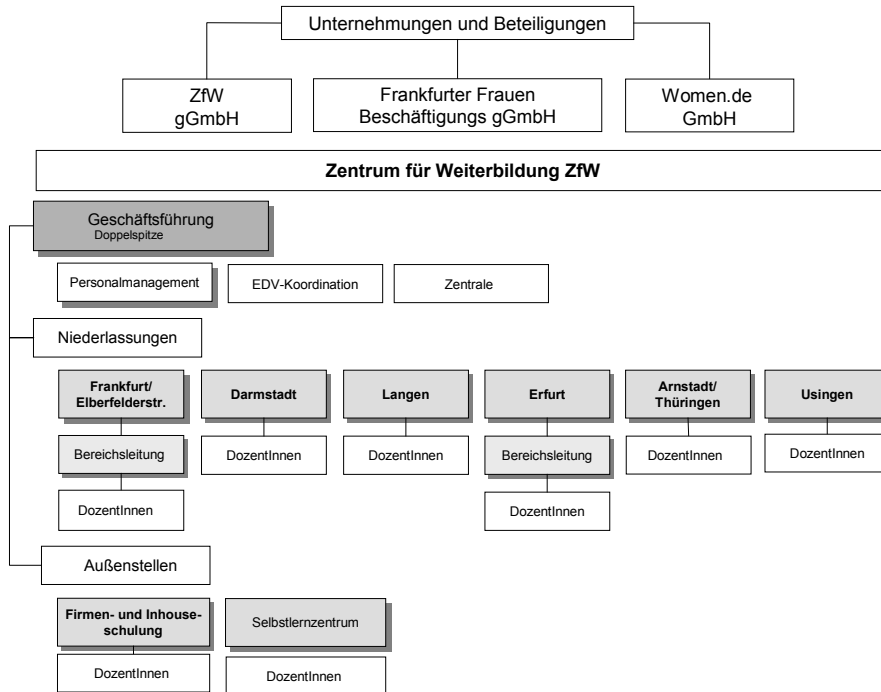 Unternehmungen und Beteiligungen
ZfW
gGmbH
Frankfurter Frauen
Beschäftigungs gGmbH
Women.de
GmbH
Zentrum für Weiterbildung ZfW
Geschäftsführung
Doppelspitze
Personalmanagement
EDV-Koordination
Zentrale
Niederlassungen
Frankfurt/
Elberfelderstr.
Darmstadt
Langen
Erfurt
Arnstadt/
Thüringen
Usingen
Bereichsleitung
DozentInnen
DozentInnen
Bereichsleitung
DozentInnen
DozentInnen
DozentInnen
DozentInnen
Außenstellen
Firmen- und Inhouse-
schulung
Selbstlernzentrum
DozentInnen
DozentInnen